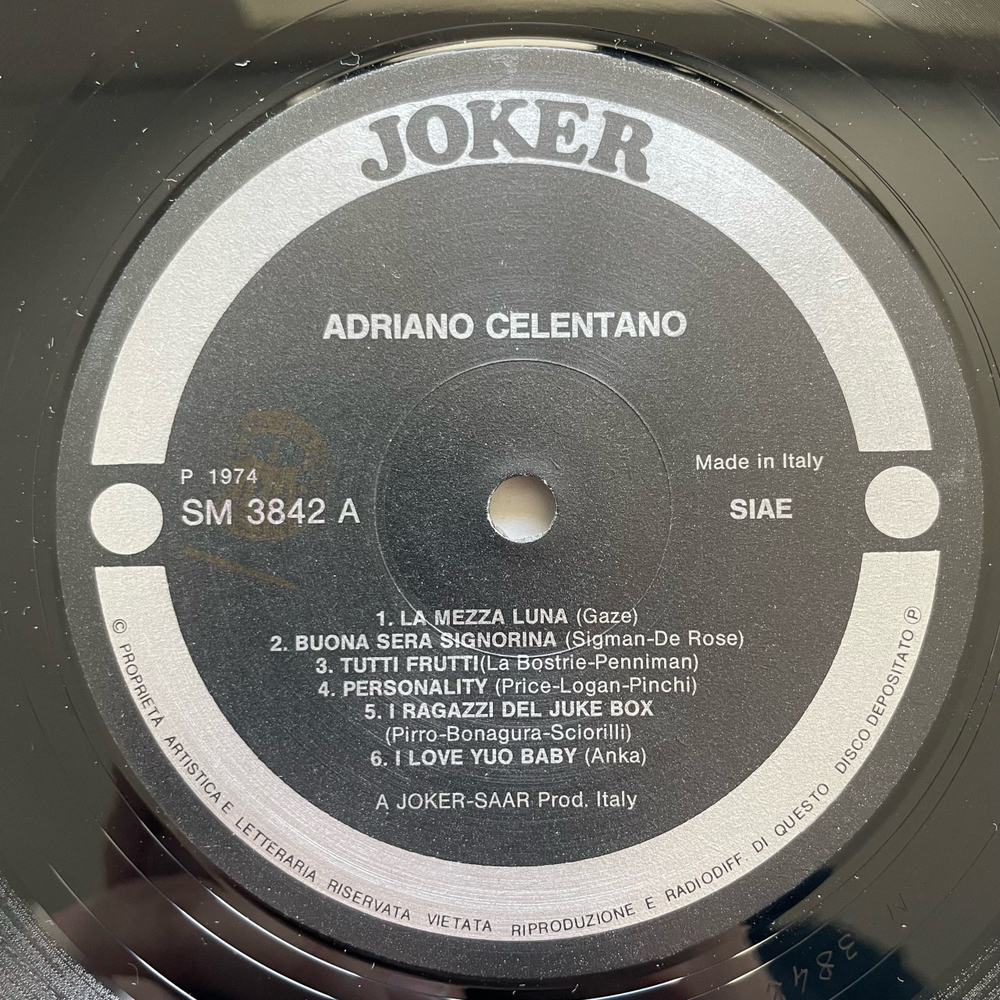 JOKER
ADRIANO CELENTANO
P 1974
SM 3842 A
Made in Italy
SIAE
1. LA MEZZA LUNA (Gaze)
2. BUONA SERA SIGNORINA (Sigman-De Rose)
3. TUTTI FRUTTI(La Bostrie-Penniman)
4. PERSONALITY (Price-Logan-Pinchi)
5. I RAGAZZI DEL JUKE BOX
(Pirro-Bonagura-Sciorilli)
6. I LOVE YUO BABY (Anka)
A JOKER-SAAR Prod. Italy
© PROPRIETA ARTISTICA E LETTERARIA RISERVATA VIETATA RIPRODUZIONE E RADIODIFF. DI QUESTO DISCO DEPOSITATO ℗